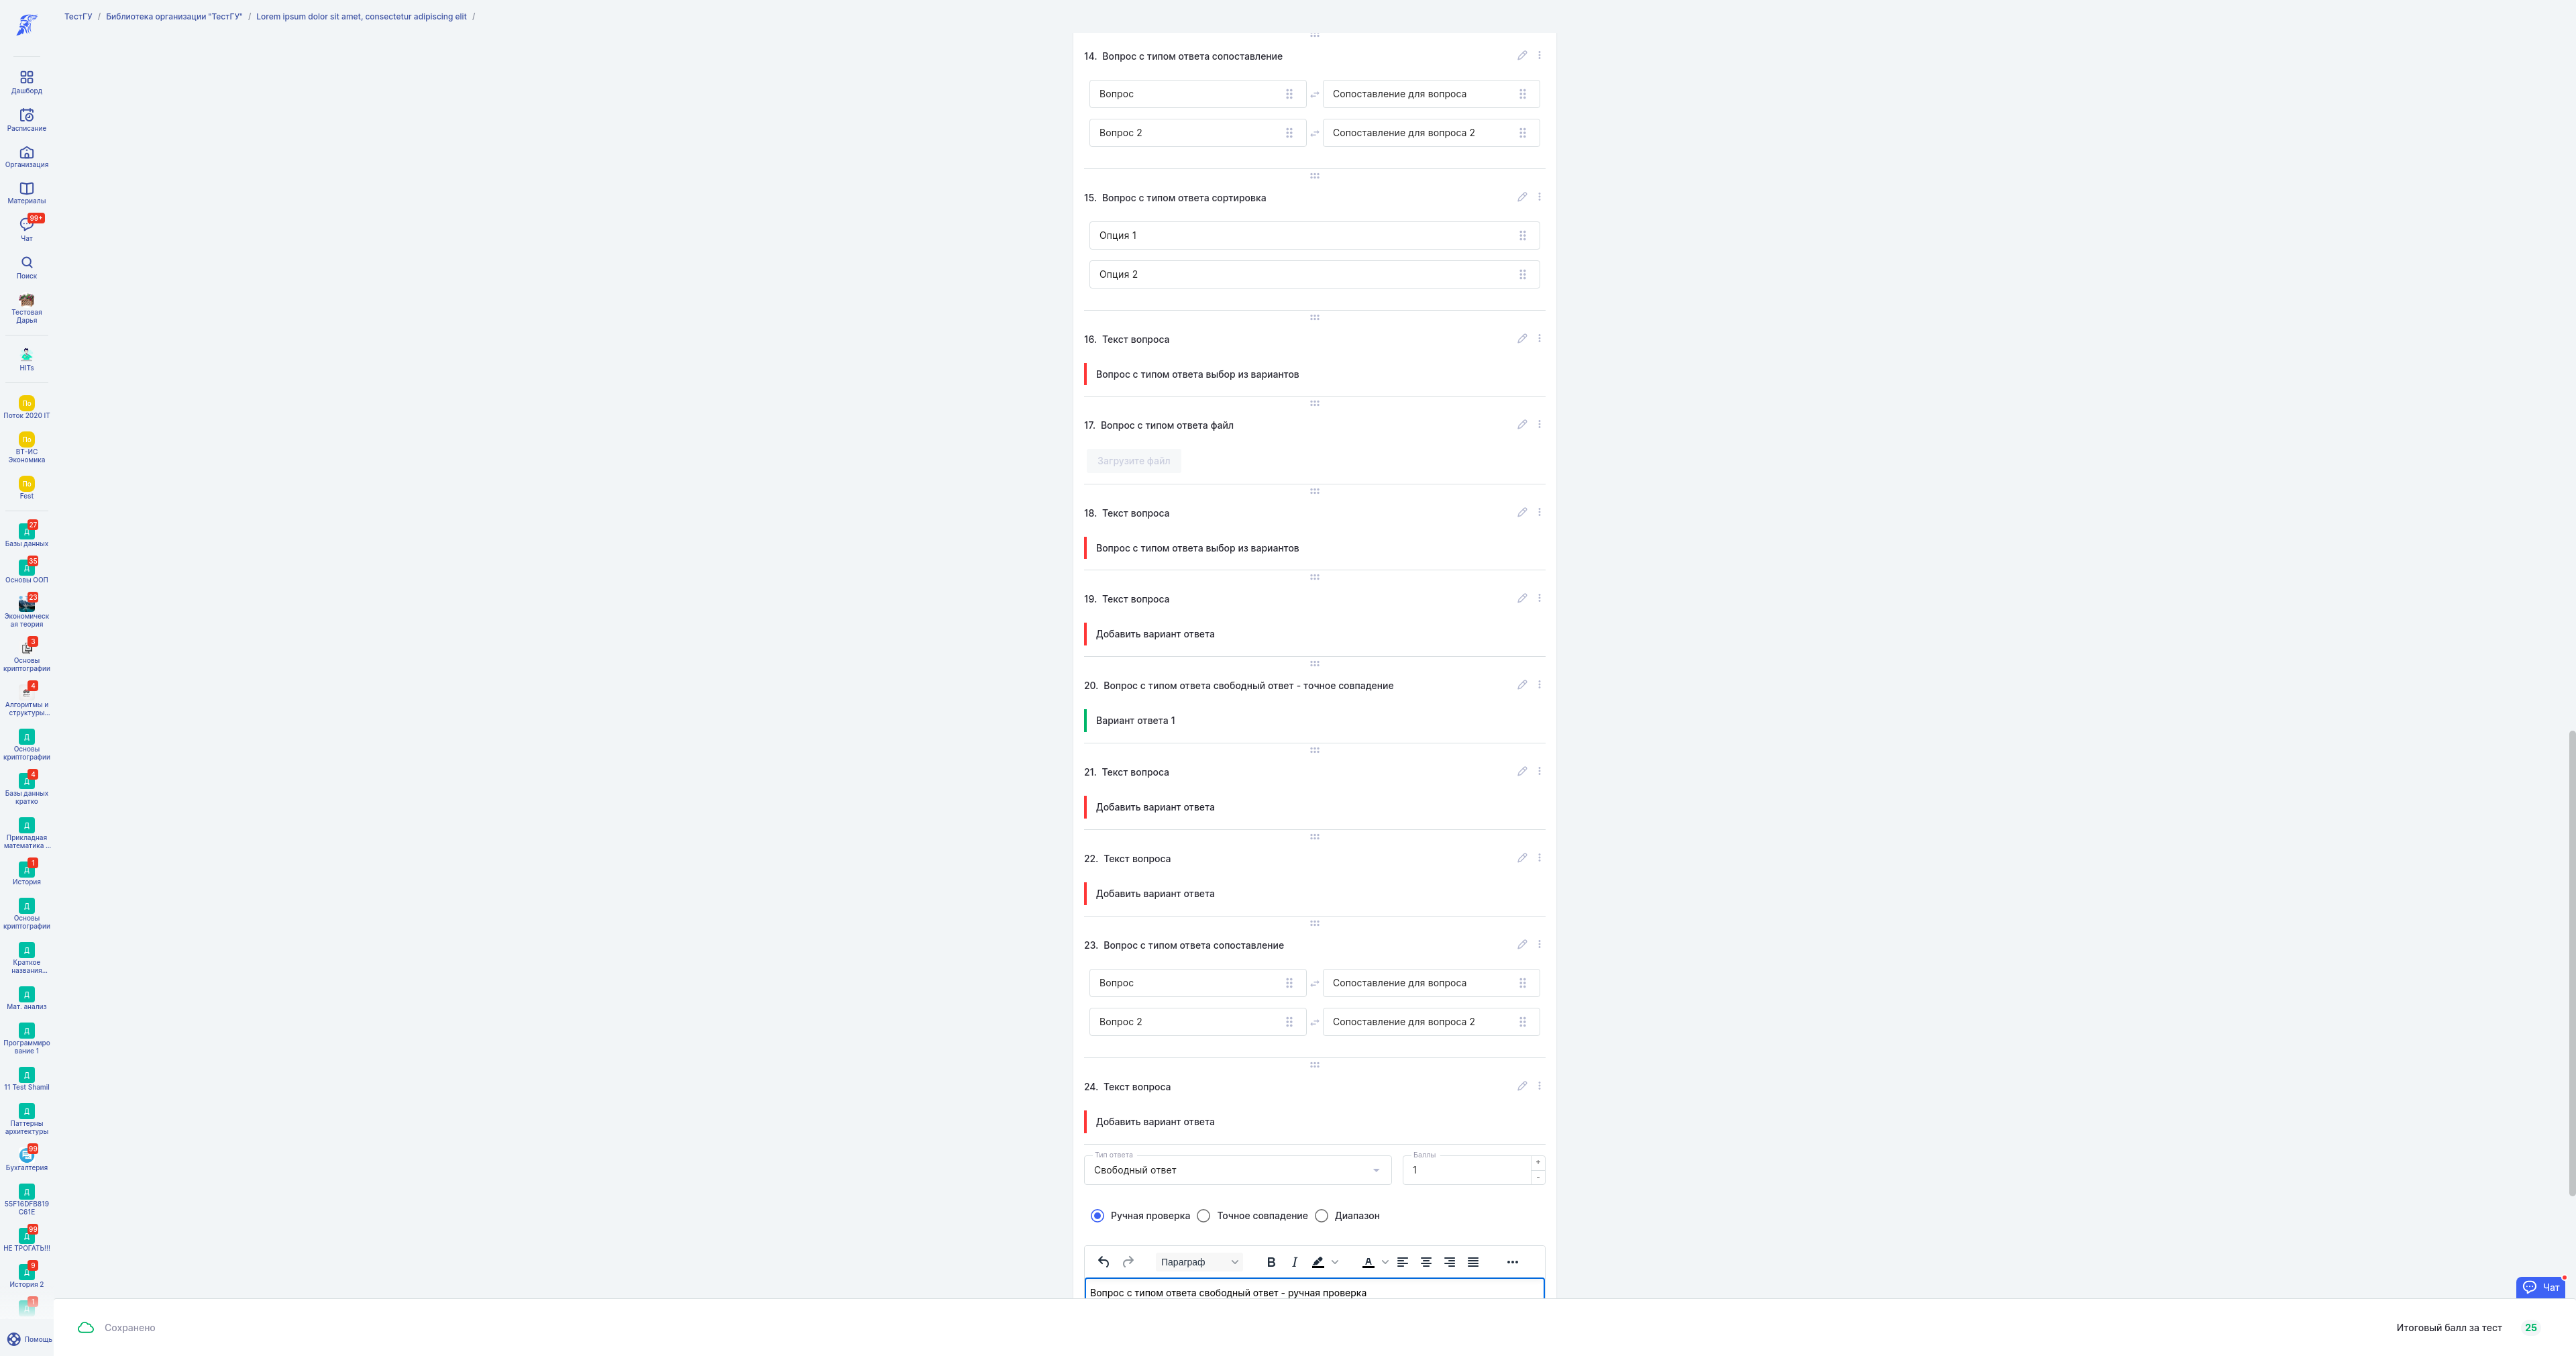 ТестГУ / Библиотека организации "ТестГУ" / Lorem ipsum dolor sit amet, consectetur adipiscing elit /
Дашборд
Расписание
Организация
Материалы
99+
Чат
Поиск
Тестовая
Дарья
HITs
По
Поток 2020 IT
По
ВТ-ИС
Экономика
По
Fest
27
Д
Базы данных
35
Д
Основы ООП
23
Экономическ
ая теория
3
Основы
криптографии
4
Алгоритмы и
структуры...
Д
Основы
криптографии
4
Д
Базы данных
кратко
Д
Прикладная
математика ...
1
Д
История
Д
Основы
криптографии
Д
Краткое
названия...
Д
Мат. анализ
Д
Программиро
вание 1
Д
11 Test Shamil
Д
Паттерны
архитектуры
99
Бухгалтерия
Д
55F16DFB819
C61E
99
Д
НЕ ТРОГАТЬ!!!
9
Д
История 2
1
Д
Помощь
14. Вопрос с типом ответа сопоставление
Вопрос Сопоставление для вопроса
Вопрос 2 Сопоставление для вопроса 2
15. Вопрос с типом ответа сортировка
Опция 1
Опция 2
16. Текст вопроса
Вопрос с типом ответа выбор из вариантов
17. Вопрос с типом ответа файл
Загрузите файл
18. Текст вопроса
Вопрос с типом ответа выбор из вариантов
19. Текст вопроса
Добавить вариант ответа
20. Вопрос с типом ответа свободный ответ - точное совпадение
Вариант ответа 1
21. Текст вопроса
Добавить вариант ответа
22. Текст вопроса
Добавить вариант ответа
23. Вопрос с типом ответа сопоставление
Вопрос Сопоставление для вопроса
Вопрос 2 Сопоставление для вопроса 2
24. Текст вопроса
Добавить вариант ответа
Тип ответа Баллы
Свободный ответ 1 + -
Ручная проверка Точное совпадение Диапазон
Параграф B I A
Вопрос с типом ответа свободный ответ - ручная проверка
Чат
Сохранено Итоговый балл за тест 25